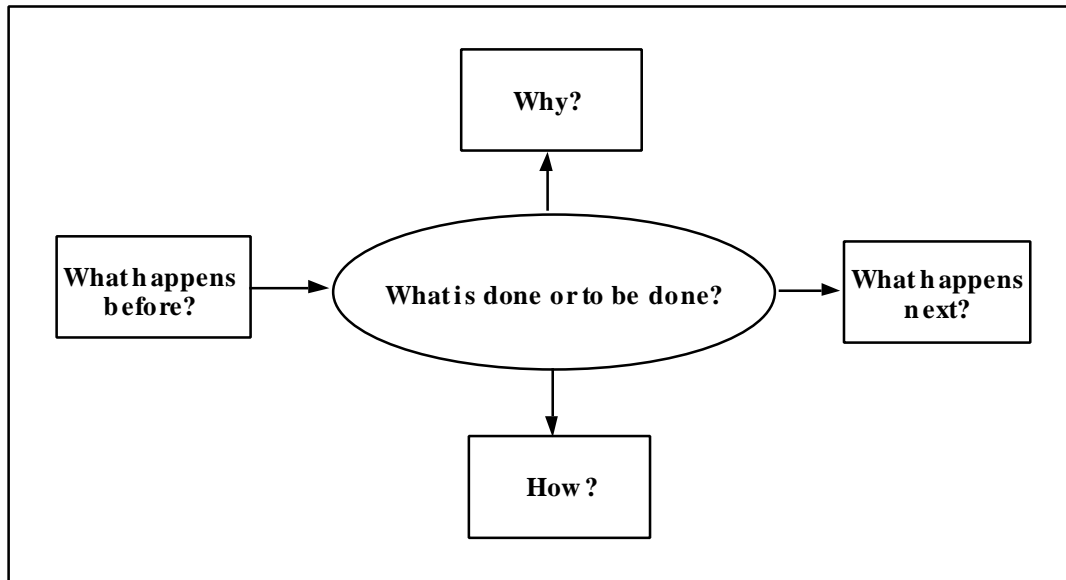 Why?
What happens
before?
What is done or to be done?
What happens
next?
How?